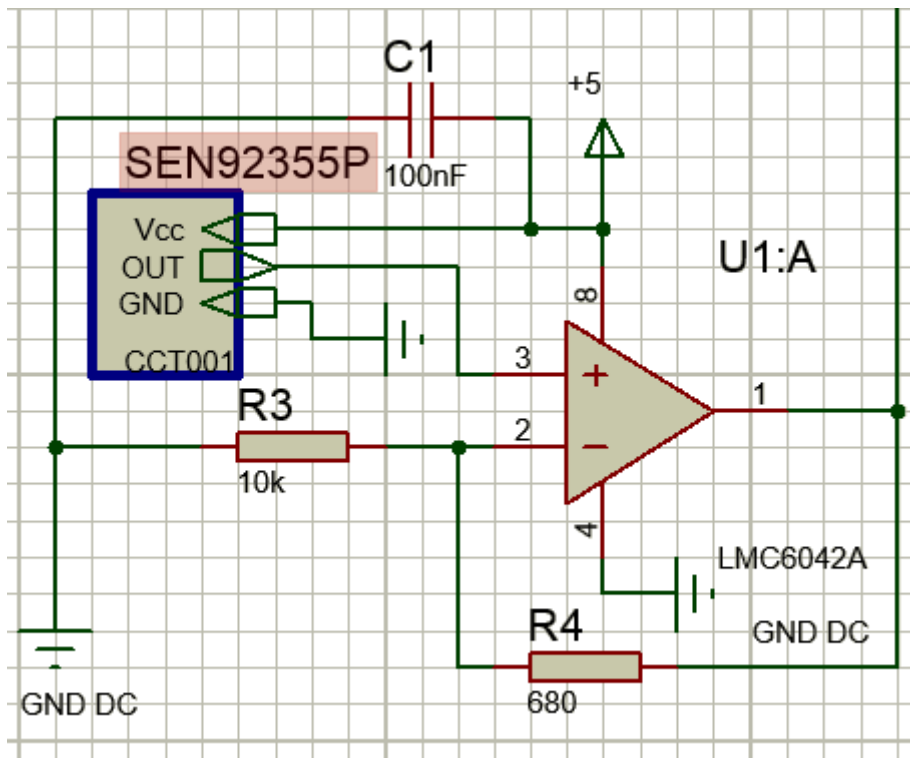 C1
100nF
+5
SEN92355P
Vcc
OUT
GND
CCT001
U1:A
8
3
2
1
4
+
−
R3
10k
LMC6042A
GND DC
R4
680
GND DC